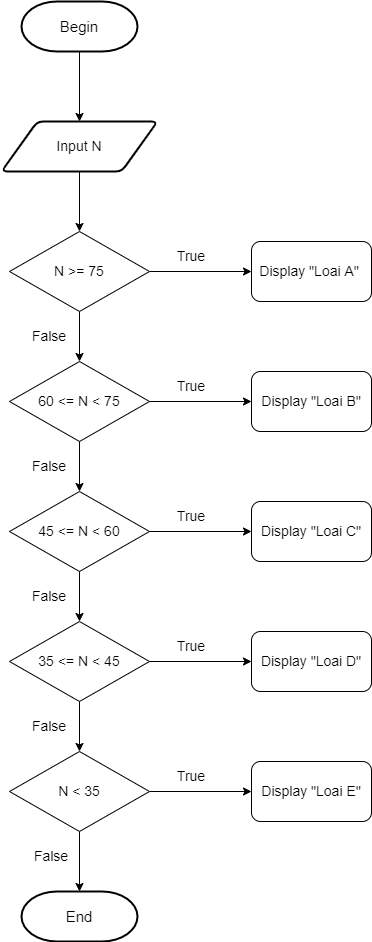 Begin
Input N
N >= 75
True
Display "Loai A"
False
60 <= N < 75
True
Display "Loai B"
False
45 <= N < 60
True
Display "Loai C"
False
35 <= N < 45
True
Display "Loai D"
False
N < 35
True
Display "Loai E"
False
End